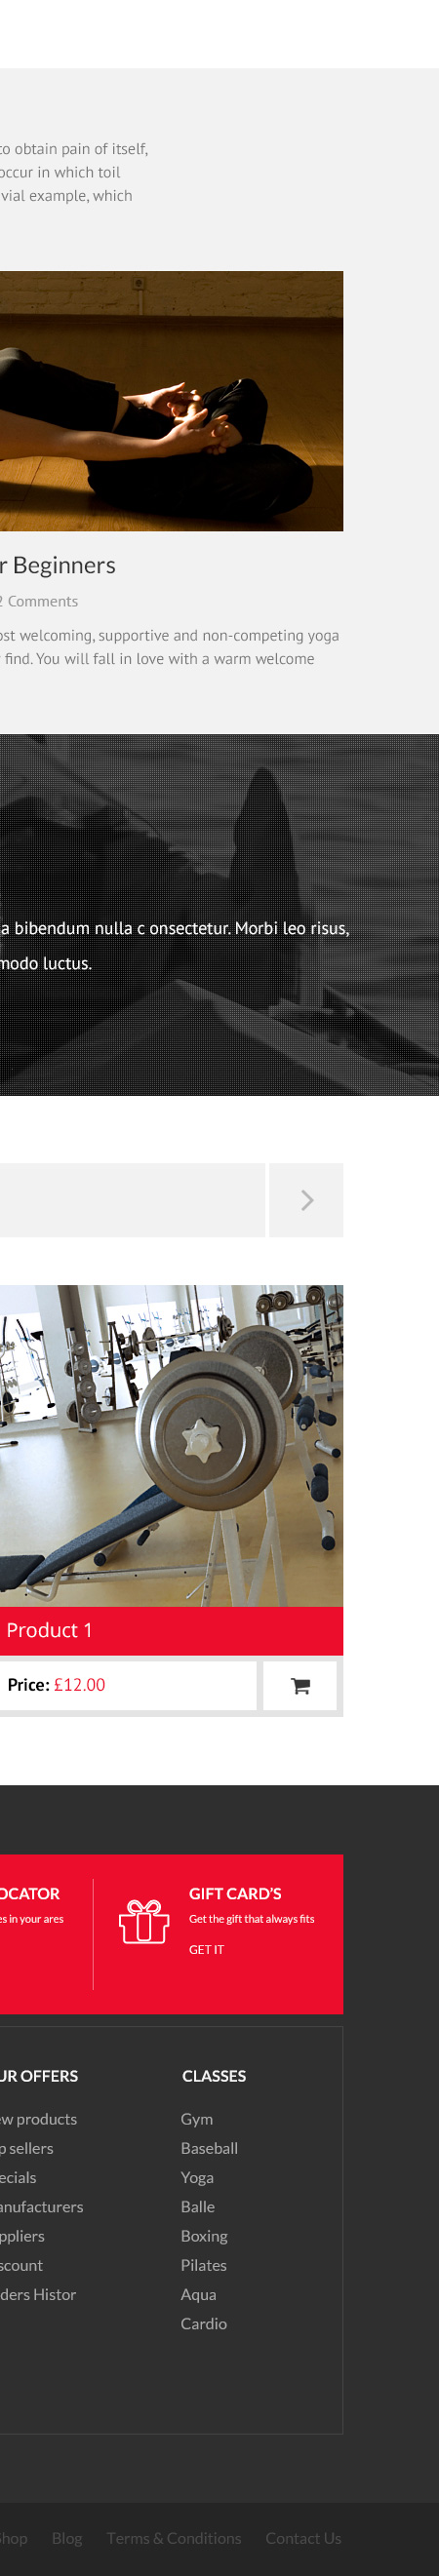 to obtain pain of itself,
occur in which toil
vial example, which
Beginners
2 Comments
welcoming, supportive and non-competing yoga
find. You will fall in love with a warm welcome
a bibendum nulla c onsectetur. Morbi leo risus,
modo luctus.
Product 1
Price: £12.00
OCATOR
es in your ares
GIFT CARD'S
Get the gift that always fits
GET IT
UR OFFERS
ew products
p sellers
ecials
anufacturers
ppliers
scount
ders Histor
CLASSES
Gym
Baseball
Yoga
Balle
Boxing
Pilates
Aqua
Cardio
Shop Blog Terms & Conditions Contact Us